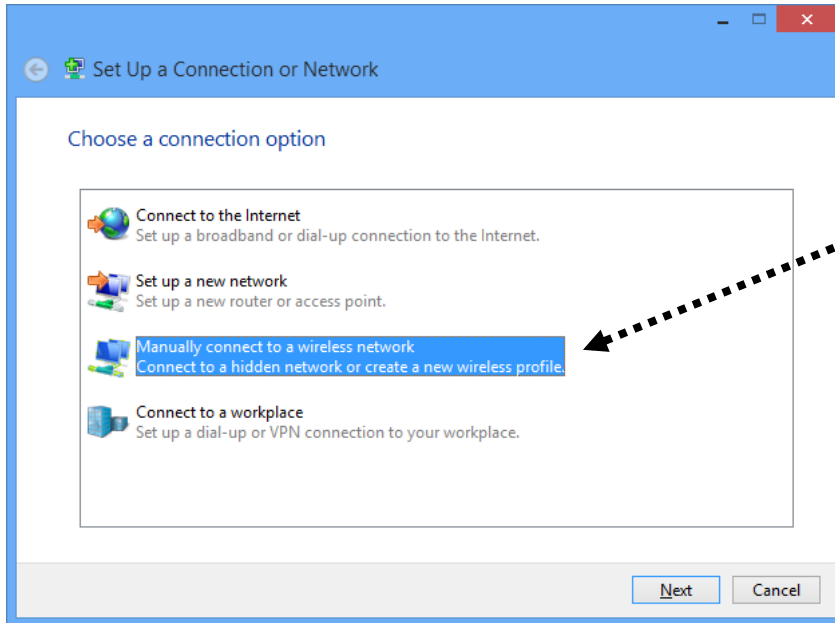 Set Up a Connection or Network
Choose a connection option
Connect to the Internet
Set up a broadband or dial-up connection to the Internet.
Set up a new network
Set up a new router or access point.
Manually connect to a wireless network
Connect to a hidden network or create a new wireless profile.
Connect to a workplace
Set up a dial-up or VPN connection to your workplace.
Next Cancel